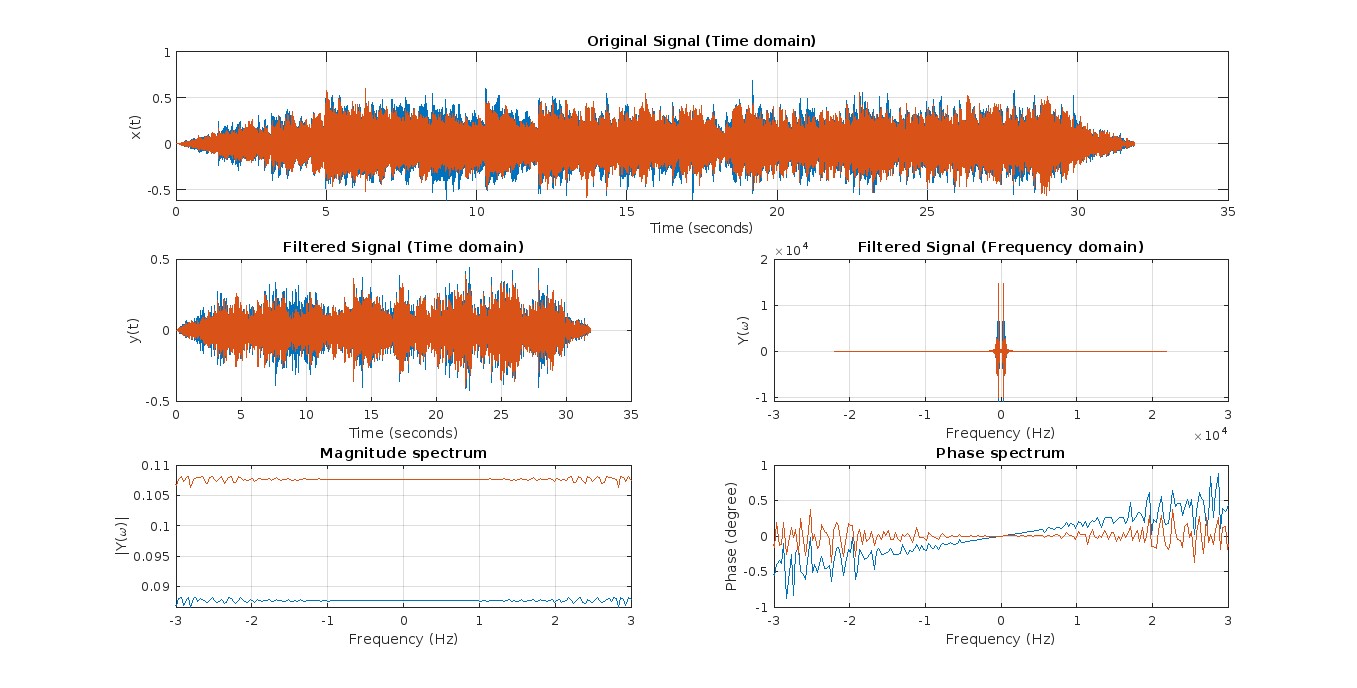 Original Signal (Time domain)
1
0.5
0
-0.5
x(t)
0 5 10 15 20 25 30 35
Time (seconds)
Filtered Signal (Time domain)
0.5
0
-0.5
y(t)
0 5 10 15 20 25 30 35
Time (seconds)
×10⁴ Filtered Signal (Frequency domain)
2
1
0
-1
Y(ω)
-3 -2 -1 0 1 2 3
Frequency (Hz) ×10⁴
Magnitude spectrum
0.11
0.105
0.1
0.095
0.09
|Y(ω)|
-3 -2 -1 0 1 2 3
Frequency (Hz)
Phase spectrum
1
0.5
0
-0.5
-1
Phase (degree)
-3 -2 -1 0 1 2 3
Frequency (Hz)